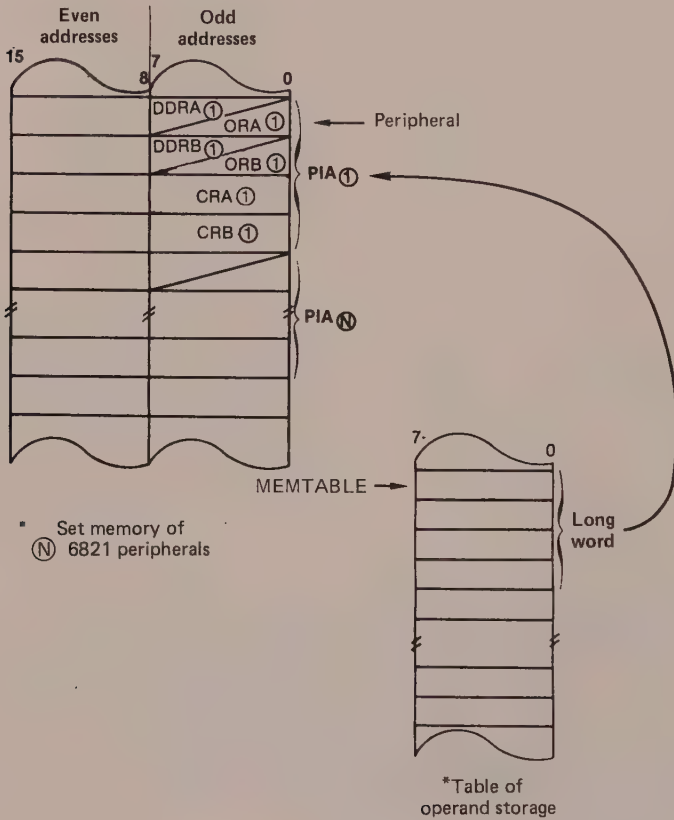 Even addresses
Odd addresses
15
8
7
0
DDRA ①
ORA ①
Peripheral
DDRB ①
ORB ①
PIA ①
CRA ①
CRB ①
PIA Ⓝ
7
0
MEMTABLE
Long word
Set memory of
Ⓝ 6821 peripherals
*Table of
operand storage